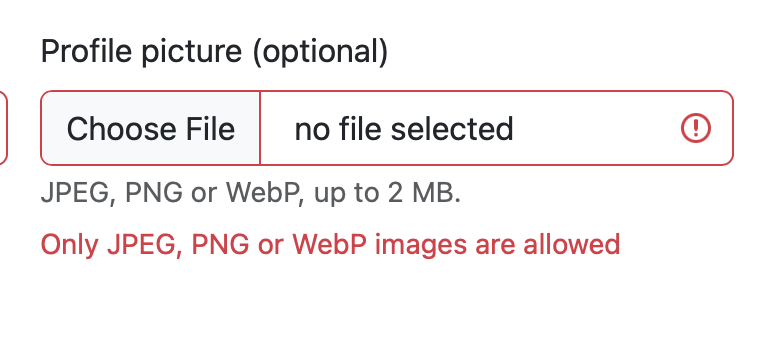 Profile picture (optional)
Choose File no file selected
JPEG, PNG or WebP, up to 2 MB.
Only JPEG, PNG or WebP images are allowed